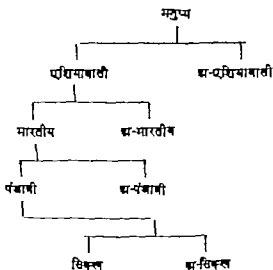 मनुष्य
एशियावासी अ-एशियावासी
भारतीय अ-भारतीय
पंजाबी अ-पंजाबी
सिक्ख अ-सिक्ख